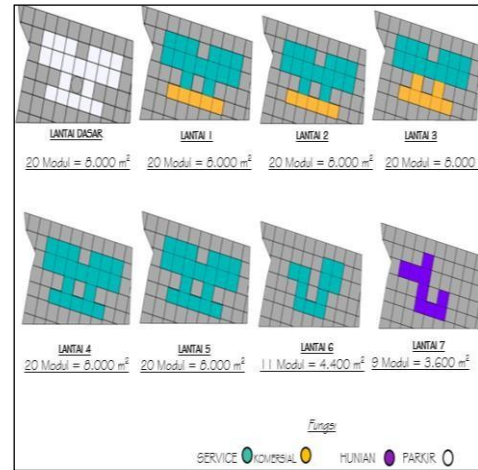 LANTAI DASAR LANTAI 1 LANTAI 2 LANTAI 3
20 Modul = 8.000 m² 20 Modul = 8.000 m² 20 Modul = 8.000 m² 20 Modul = 8.000
LANTAI 4 LANTAI 5 LANTAI 6 LANTAI 7
20 Modul = 8.000 m² 20 Modul = 8.000 m² 11 Modul = 4.400 m² 9 Modul = 3.600 m²
Fungsi
SERVICE KOMERSIAL HUNIAN PARKIR